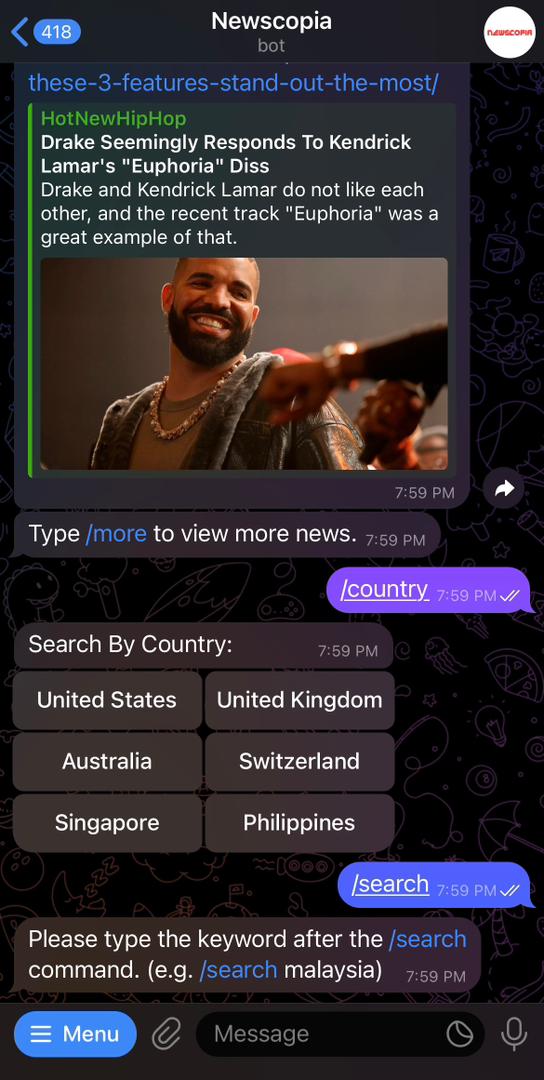 418
Newscopia
bot
NEWSCOPIA
these-3-features-stand-out-the-most/
HotNewHipHop
Drake Seemingly Responds To Kendrick
Lamar's "Euphoria" Diss
Drake and Kendrick Lamar do not like each
other, and the recent track "Euphoria" was a
great example of that.
7:59 PM
Type /more to view more news. 7:59 PM
/country 7:59 PM
Search By Country: 7:59 PM
United States United Kingdom
Australia Switzerland
Singapore Philippines
/search 7:59 PM
Please type the keyword after the /search
command. (e.g. /search malaysia) 7:59 PM
Menu Message